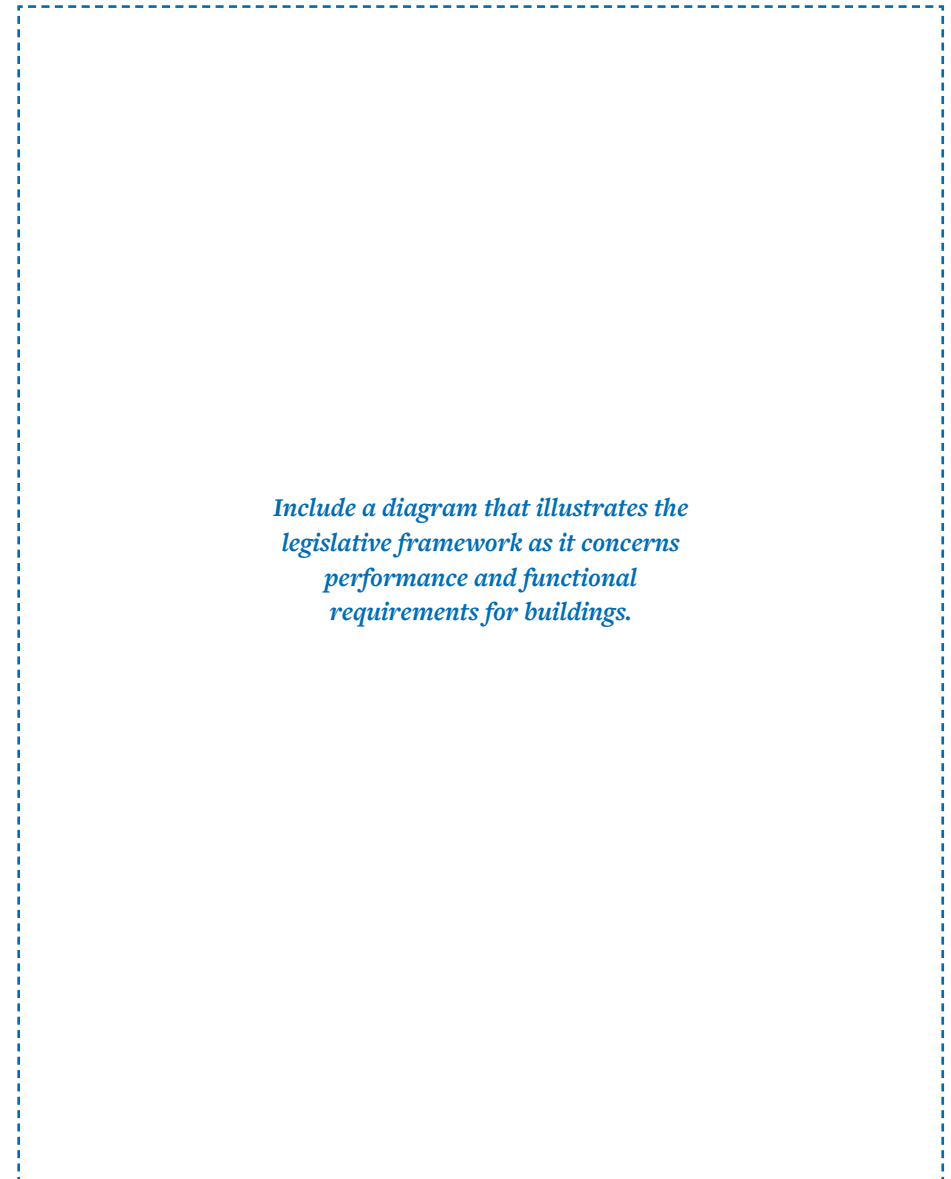 Include a diagram that illustrates the
legislative framework as it concerns
performance and functional
requirements for buildings.